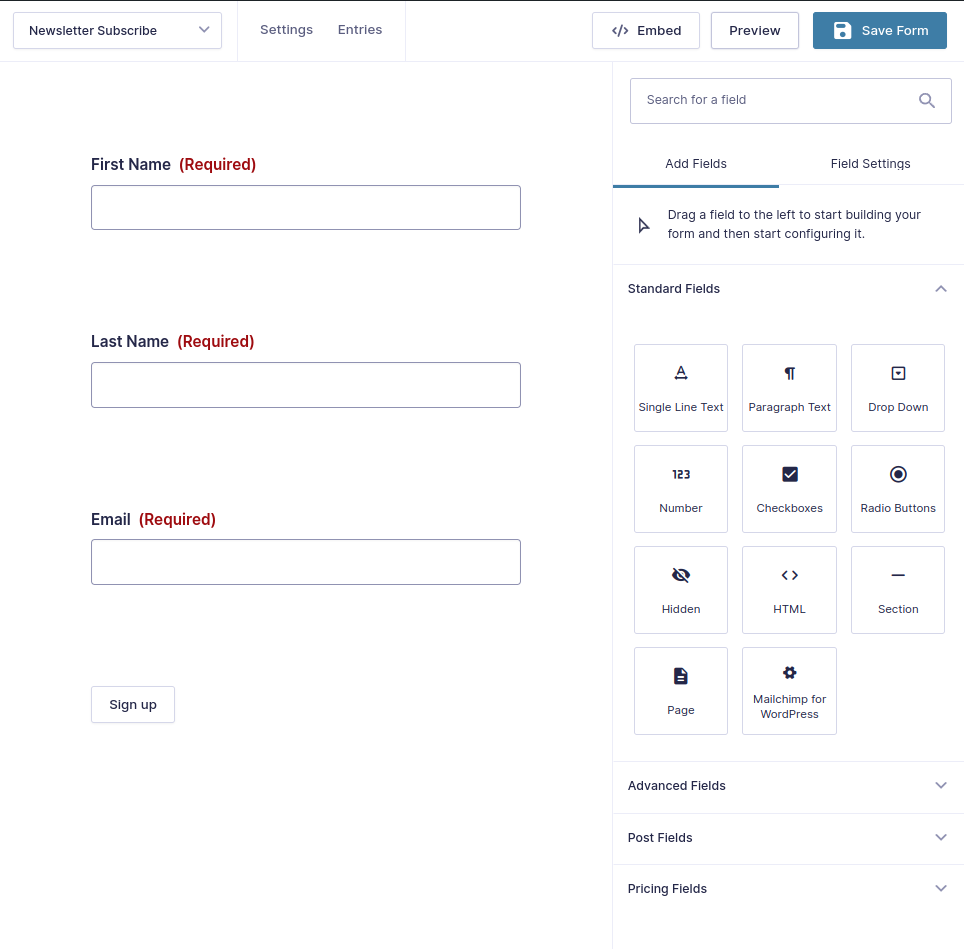 Newsletter Subscribe
Settings
Entries
</> Embed
Preview
Save Form
Search for a field
Add Fields
Field Settings
Drag a field to the left to start building your
form and then start configuring it.
First Name (Required)
Last Name (Required)
Email (Required)
Sign up
Standard Fields
Single Line Text
Paragraph Text
Drop Down
123
Number
Checkboxes
Radio Buttons
Hidden
HTML
Section
Page
Mailchimp for
WordPress
Advanced Fields
Post Fields
Pricing Fields